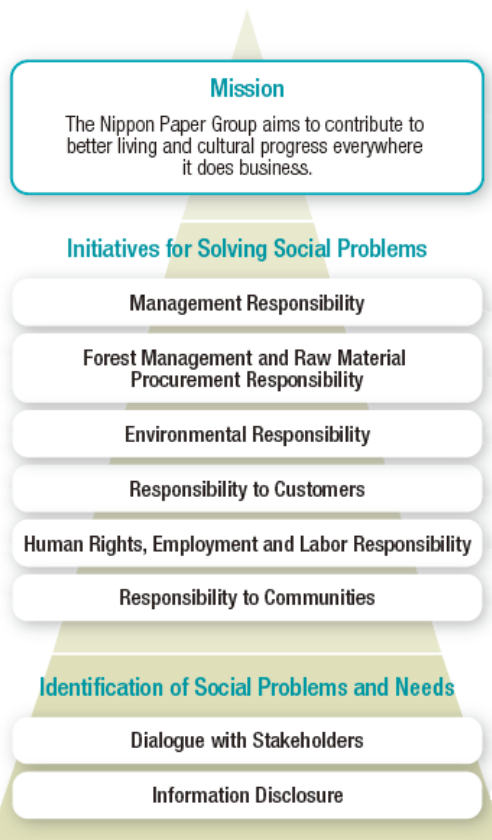 Mission
The Nippon Paper Group aims to contribute to
better living and cultural progress everywhere
it does business.
Initiatives for Solving Social Problems
Management Responsibility
Forest Management and Raw Material
Procurement Responsibility
Environmental Responsibility
Responsibility to Customers
Human Rights, Employment and Labor Responsibility
Responsibility to Communities
Identification of Social Problems and Needs
Dialogue with Stakeholders
Information Disclosure